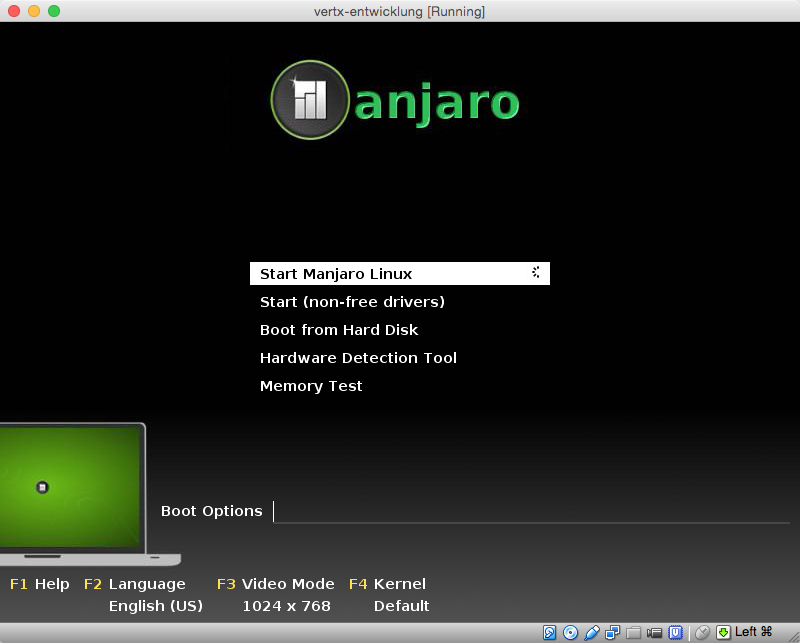 vertx-entwicklung [Running]
anjaro
Start Manjaro Linux
Start (non-free drivers)
Boot from Hard Disk
Hardware Detection Tool
Memory Test
Boot Options
F1 Help F2 Language F3 Video Mode F4 Kernel
English (US) 1024 x 768 Default
Left ⌘